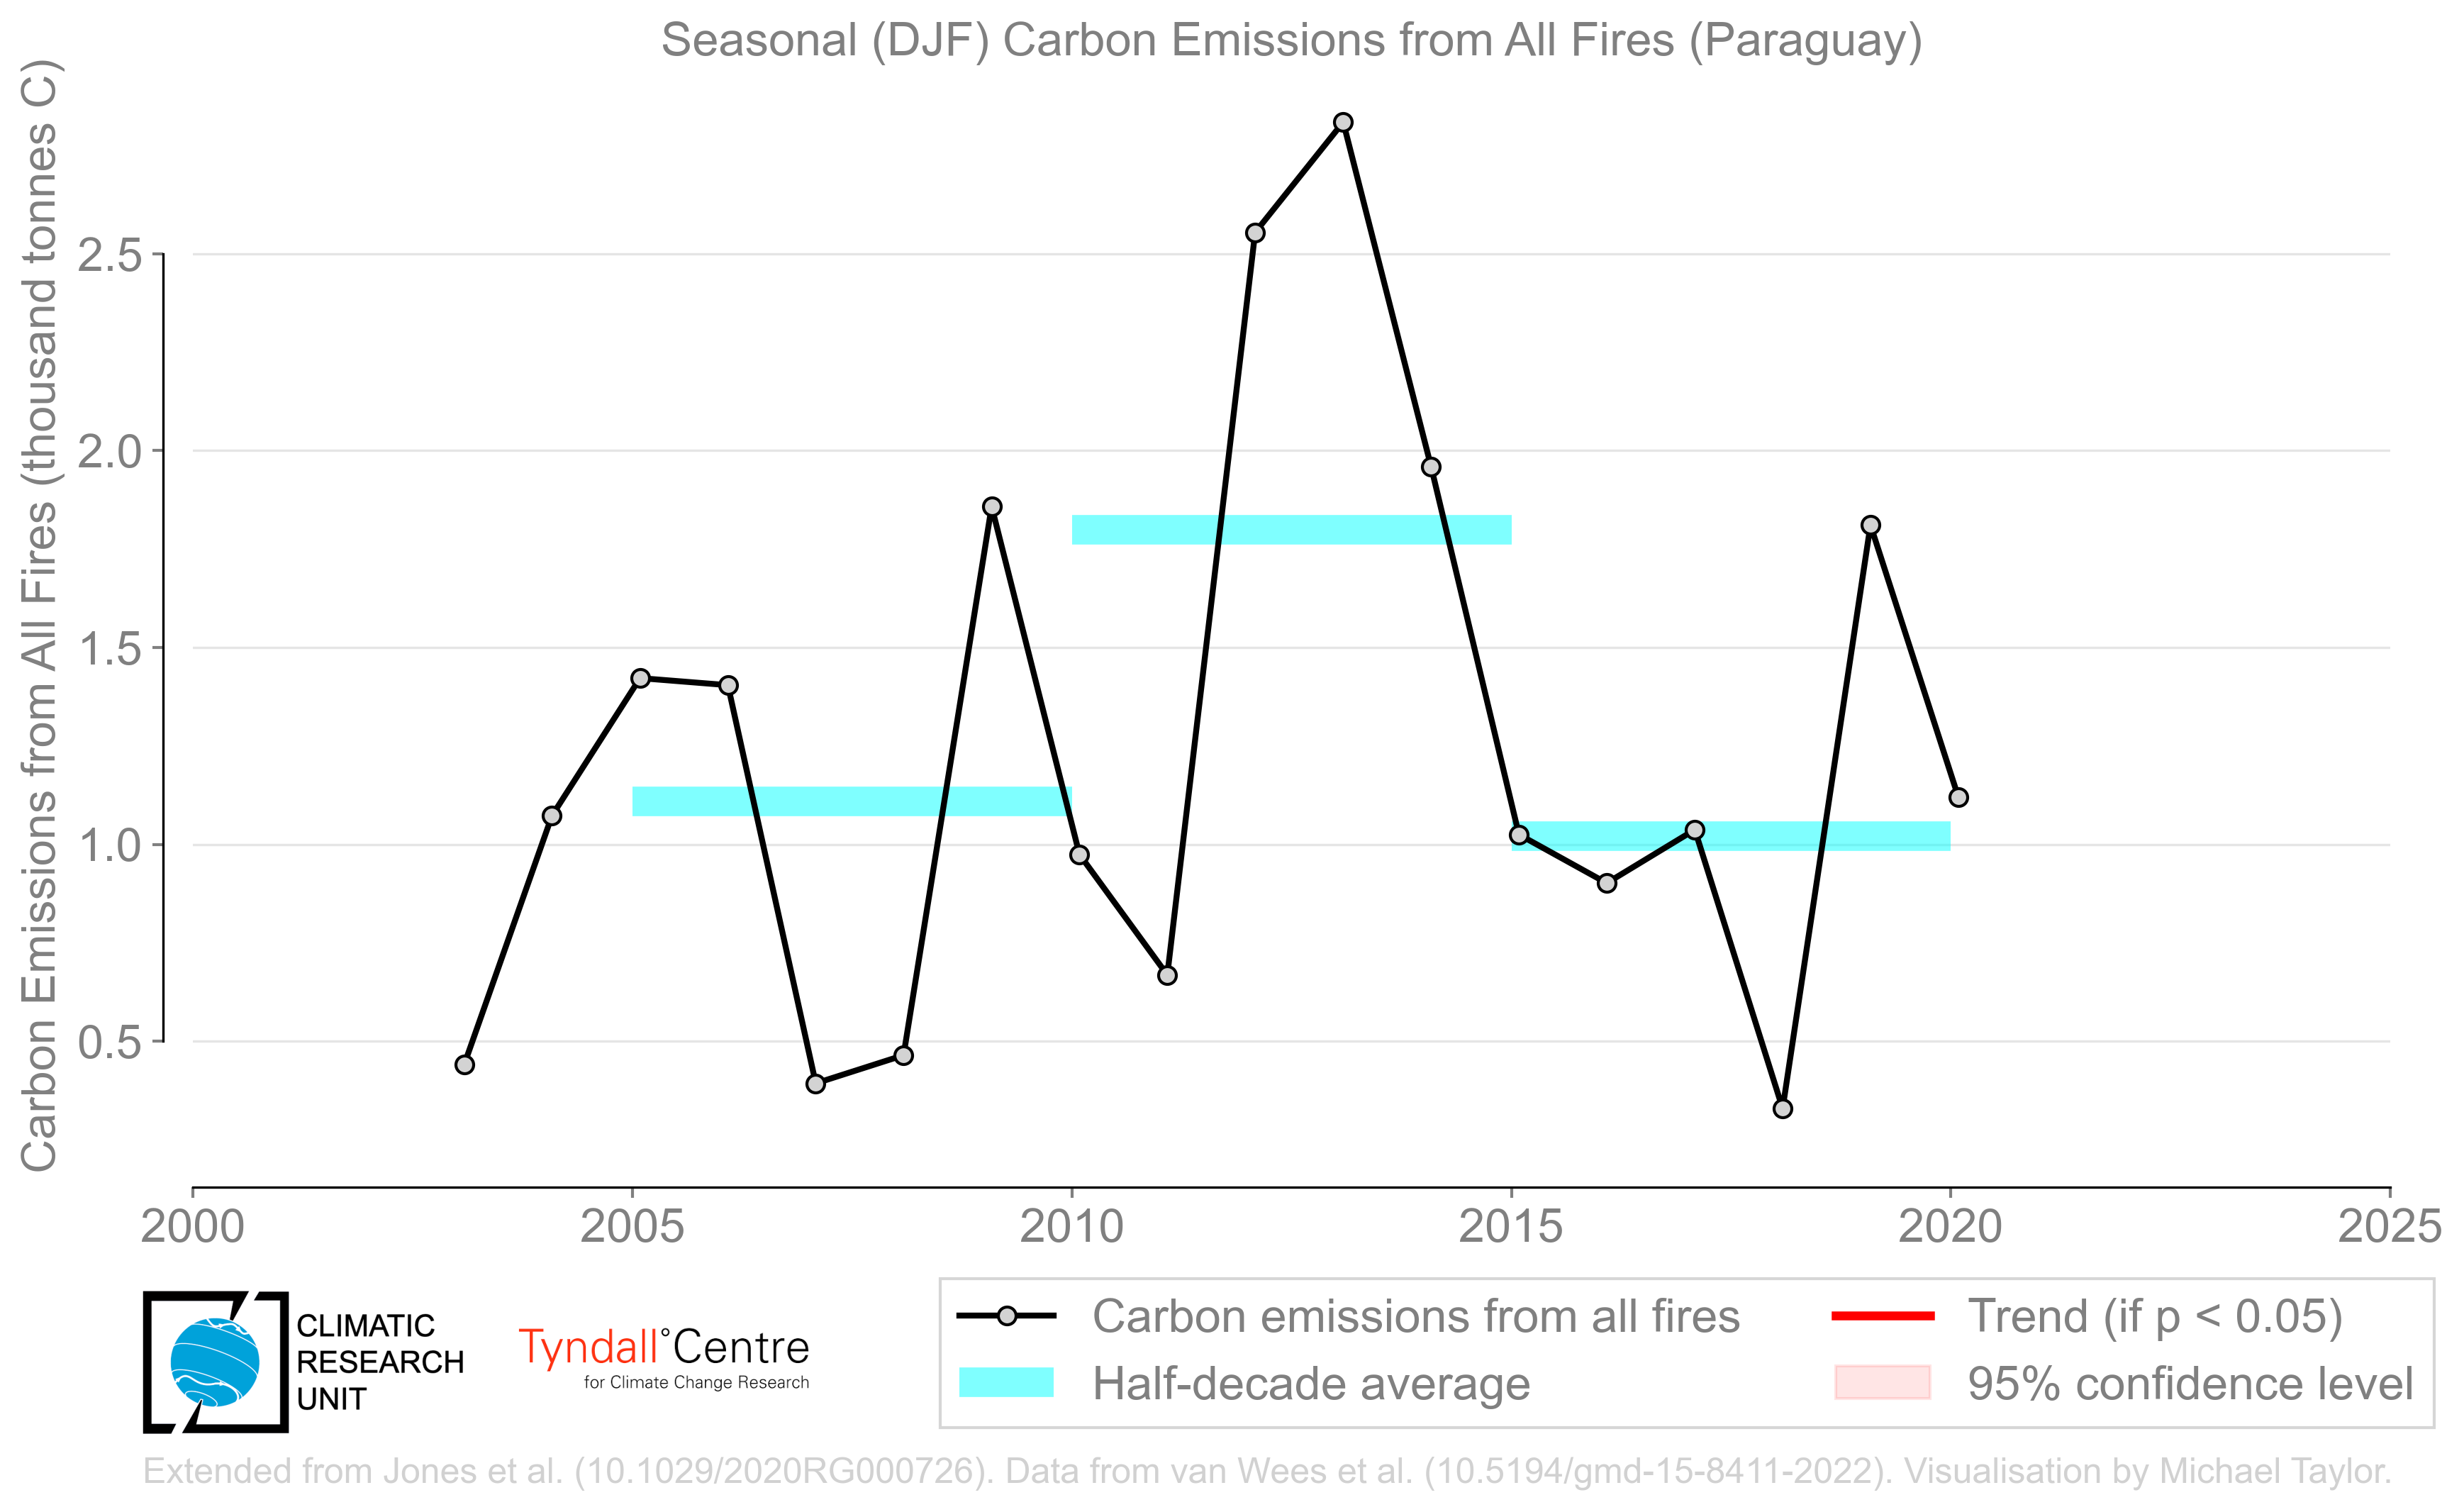 Seasonal (DJF) Carbon Emissions from All Fires (Paraguay)
Carbon Emissions from All Fires (thousand tonnes C)
2.5
2.0
1.5
1.0
0.5
2000 2005 2010 2015 2020 2025
CLIMATIC
RESEARCH
UNIT
Tyndall°Centre
for Climate Change Research
Carbon emissions from all fires
Half-decade average
Trend (if p < 0.05)
95% confidence level
Extended from Jones et al. (10.1029/2020RG000726). Data from van Wees et al. (10.5194/gmd-15-8411-2022). Visualisation by Michael Taylor.